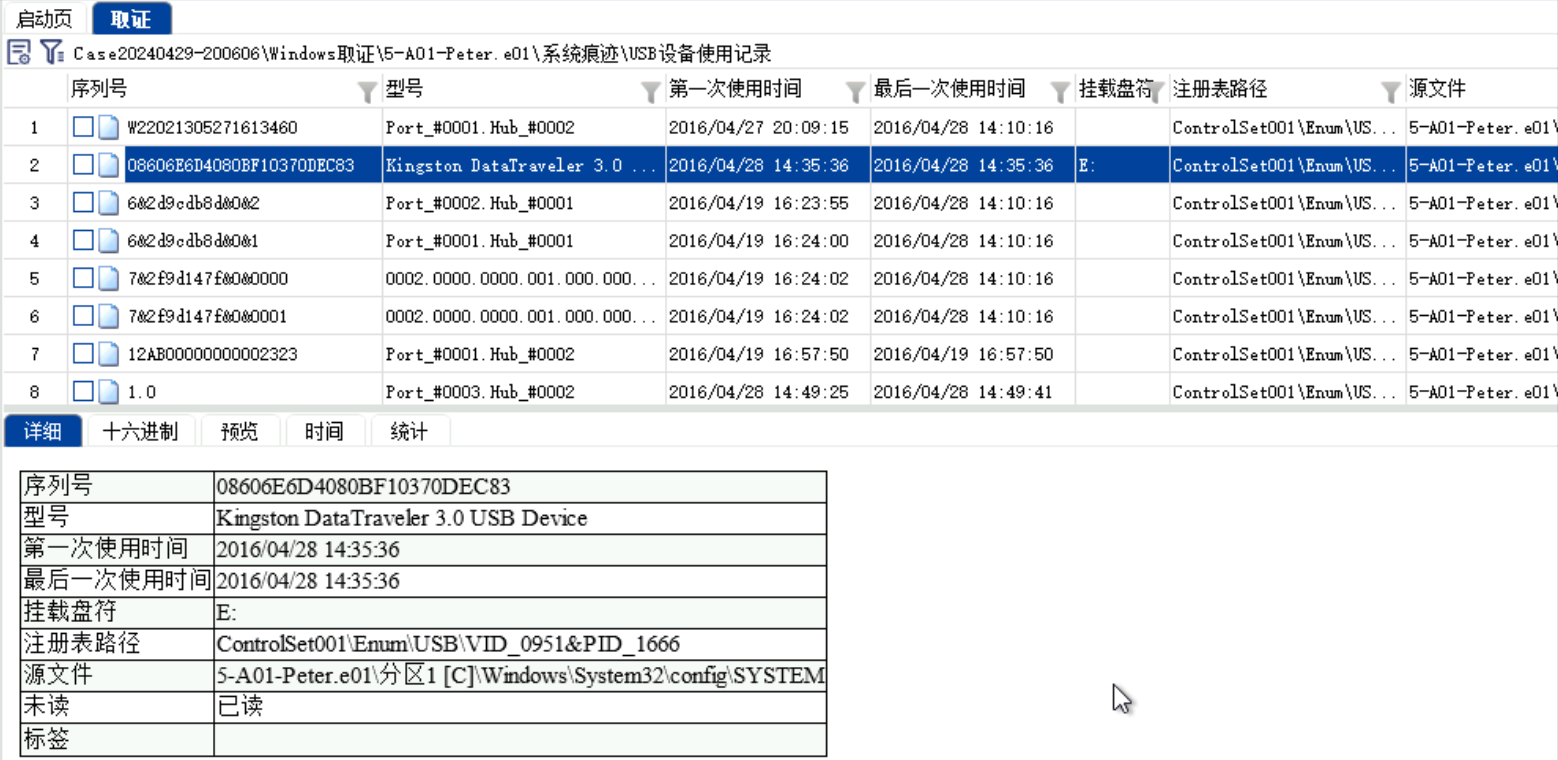 启动页 取证
Case20240429-200606\Windows取证\5-A01-Peter.e01\系统痕迹\USB设备使用记录
序列号 型号 第一次使用时间 最后一次使用时间 挂载盘符 注册表路径 源文件
1 W22021305271613460 Port_#0001.Hub_#0002 2016/04/27 20:09:15 2016/04/28 14:10:16 ControlSet001\Enum\US... 5-A01-Peter.e01\
2 08606E6D4080BF10370DEC83 Kingston DataTraveler 3.0 ... 2016/04/28 14:35:36 2016/04/28 14:35:36 E: ControlSet001\Enum\US... 5-A01-Peter.e01\
3 6&2d9cdb8d&0&2 Port_#0002.Hub_#0001 2016/04/19 16:23:55 2016/04/28 14:10:16 ControlSet001\Enum\US... 5-A01-Peter.e01\
4 6&2d9cdb8d&0&1 Port_#0001.Hub_#0001 2016/04/19 16:24:00 2016/04/28 14:10:16 ControlSet001\Enum\US... 5-A01-Peter.e01\
5 7&2f9d147f&0&0000 0002.0000.0000.001.000.000... 2016/04/19 16:24:02 2016/04/28 14:10:16 ControlSet001\Enum\US... 5-A01-Peter.e01\
6 7&2f9d147f&0&0001 0002.0000.0000.001.000.000... 2016/04/19 16:24:02 2016/04/28 14:10:16 ControlSet001\Enum\US... 5-A01-Peter.e01\
7 12AB00000000002323 Port_#0001.Hub_#0002 2016/04/19 16:57:50 2016/04/19 16:57:50 ControlSet001\Enum\US... 5-A01-Peter.e01\
8 1.0 Port_#0003.Hub_#0002 2016/04/28 14:49:25 2016/04/28 14:49:41 ControlSet001\Enum\US... 5-A01-Peter.e01\
详细 十六进制 预览 时间 统计
序列号 08606E6D4080BF10370DEC83
型号 Kingston DataTraveler 3.0 USB Device
第一次使用时间 2016/04/28 14:35:36
最后一次使用时间 2016/04/28 14:35:36
挂载盘符 E:
注册表路径 ControlSet001\Enum\USB\VID_0951&PID_1666
源文件 5-A01-Peter.e01\分区1 [C]\Windows\System32\config\SYSTEM
未读 已读
标签